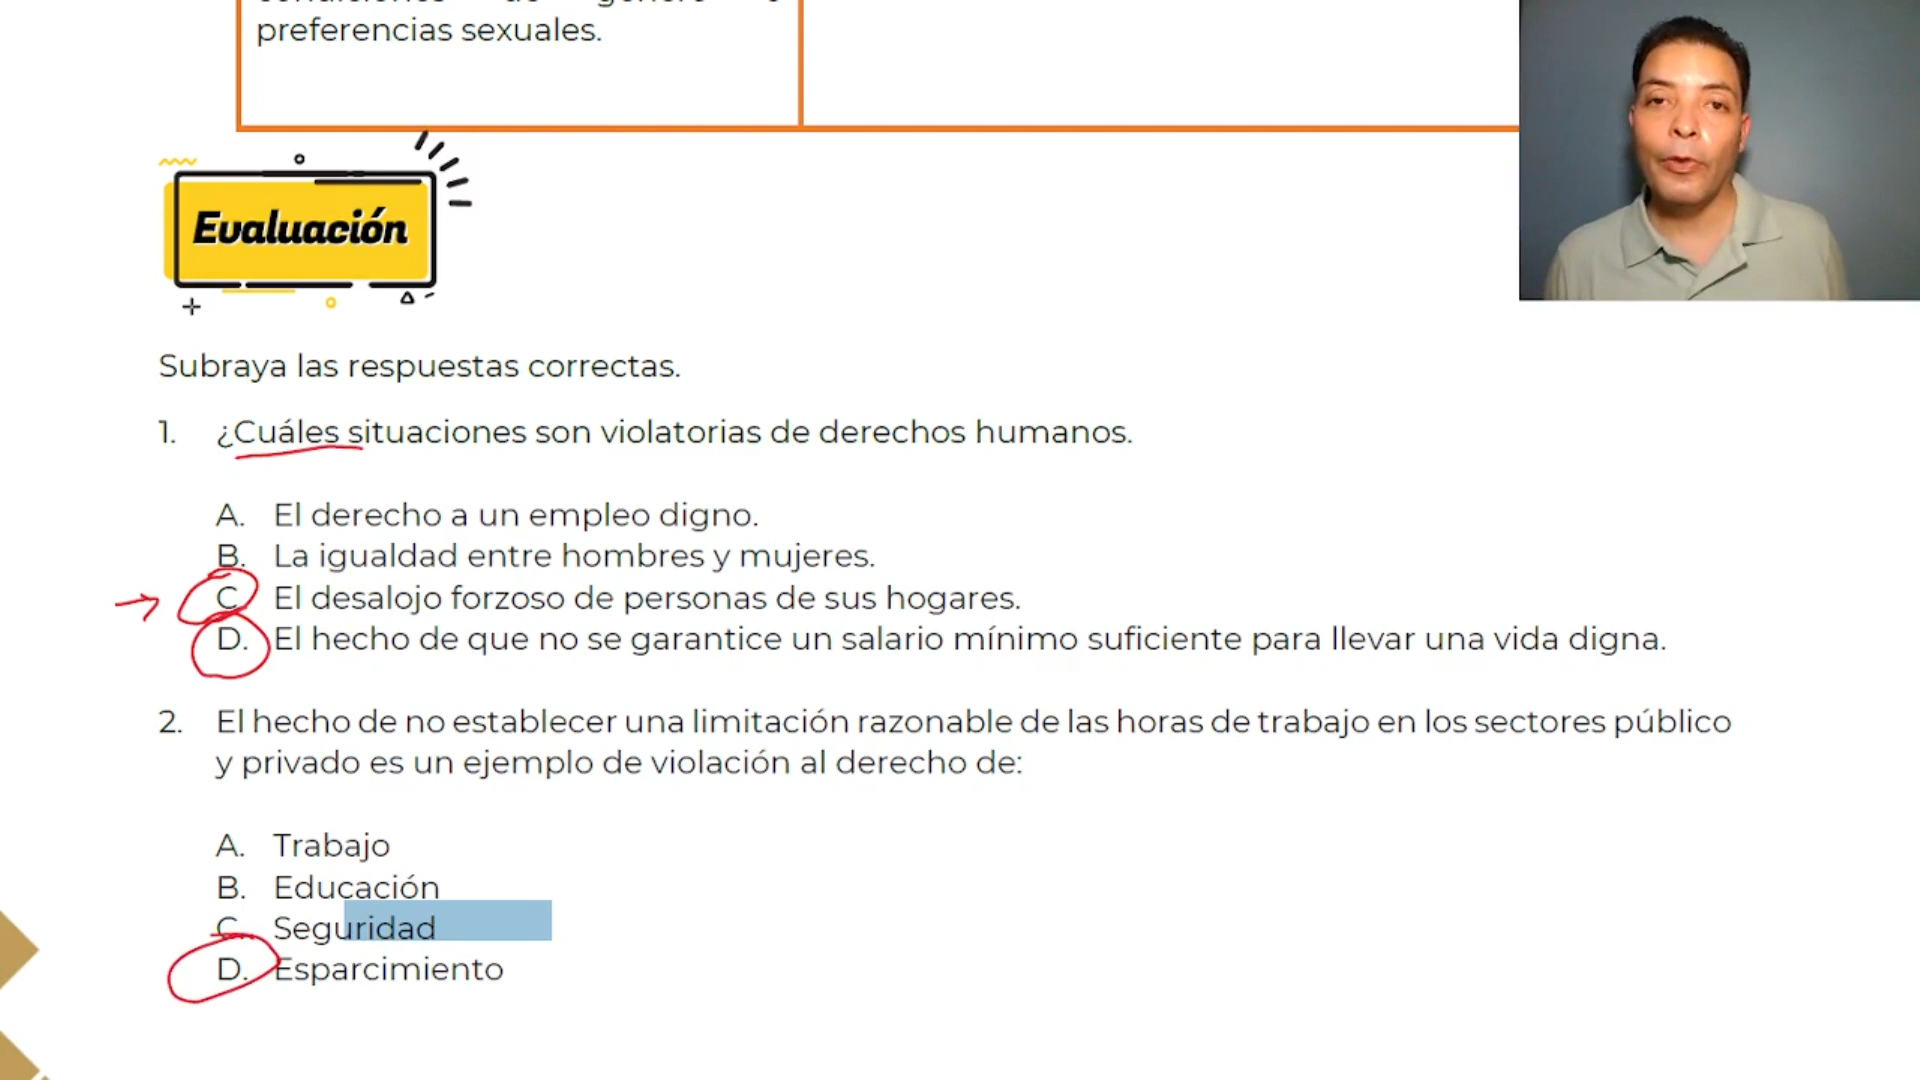 preferencias sexuales.
Evaluación
Subraya las respuestas correctas.
1. ¿Cuáles situaciones son violatorias de derechos humanos.
A. El derecho a un empleo digno.
B. La igualdad entre hombres y mujeres.
C. El desalojo forzoso de personas de sus hogares.
D. El hecho de que no se garantice un salario mínimo suficiente para llevar una vida digna.
2. El hecho de no establecer una limitación razonable de las horas de trabajo en los sectores público
y privado es un ejemplo de violación al derecho de:
A. Trabajo
B. Educación
C. Seguridad
D. Esparcimiento